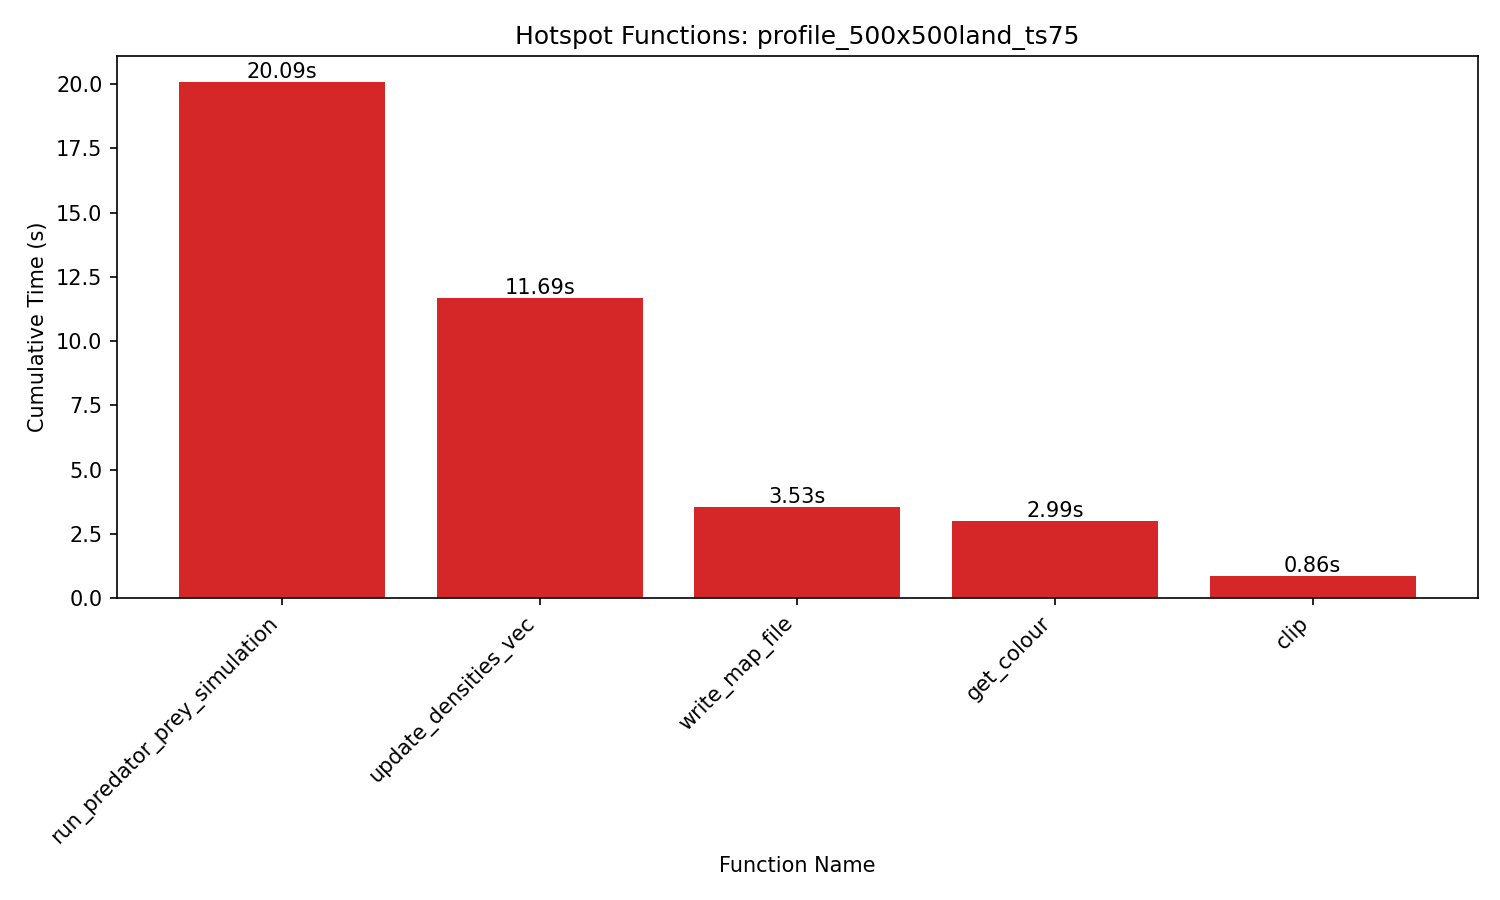 Hotspot Functions: profile_500x500land_ts75
Cumulative Time (s)
20.0
17.5
15.0
12.5
10.0
7.5
5.0
2.5
0.0
20.09s
11.69s
3.53s
2.99s
0.86s
run_predator_prey_simulation
update_densities_vec
write_map_file
get_colour
clip
Function Name